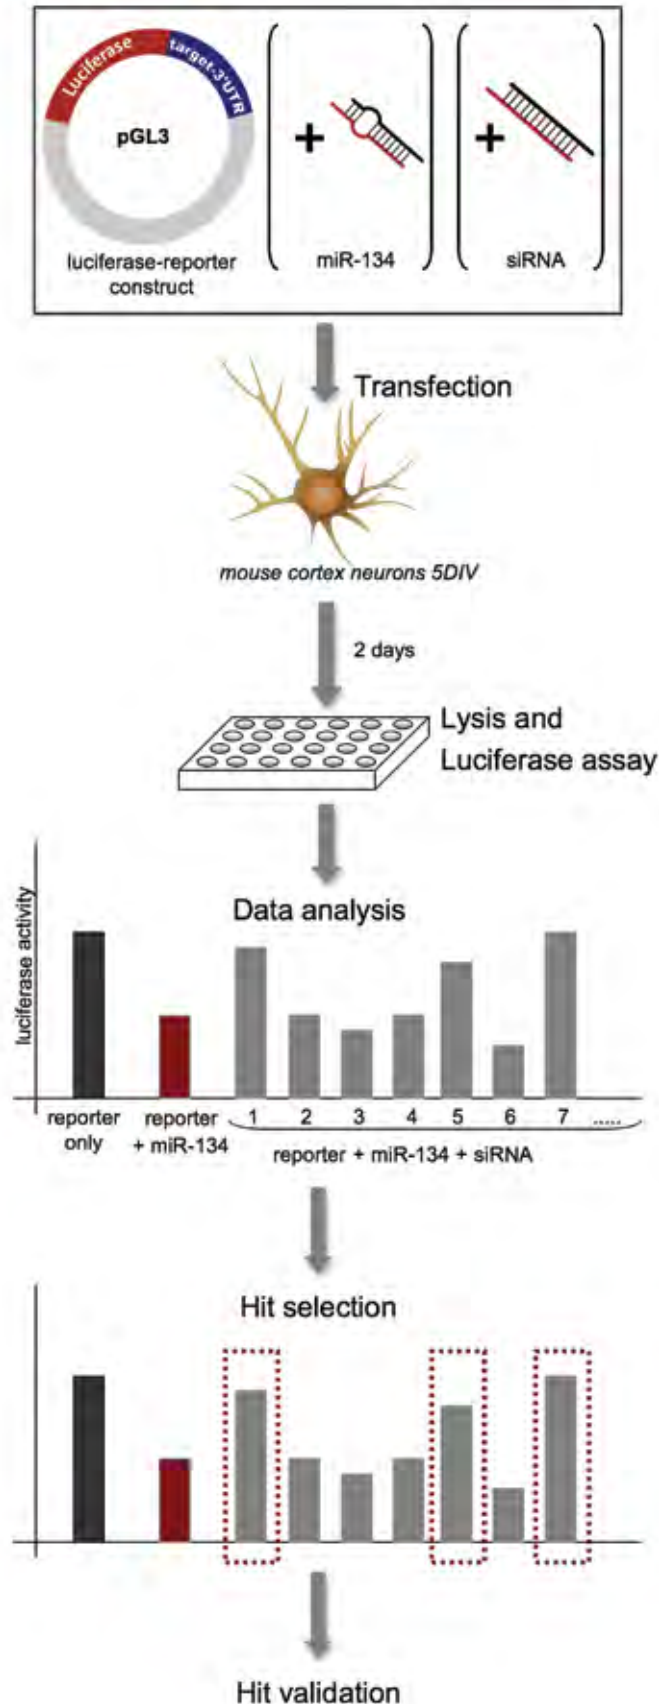 Luciferase
target-3'UTR
pGL3
luciferase-reporter
construct
+
miR-134
+
siRNA
Transfection
mouse cortex neurons 5DIV
2 days
Lysis and
Luciferase assay
Data analysis
luciferase activity
reporter
only
reporter
+ miR-134
1 2 3 4 5 6 7 .....
reporter + miR-134 + siRNA
Hit selection
Hit validation